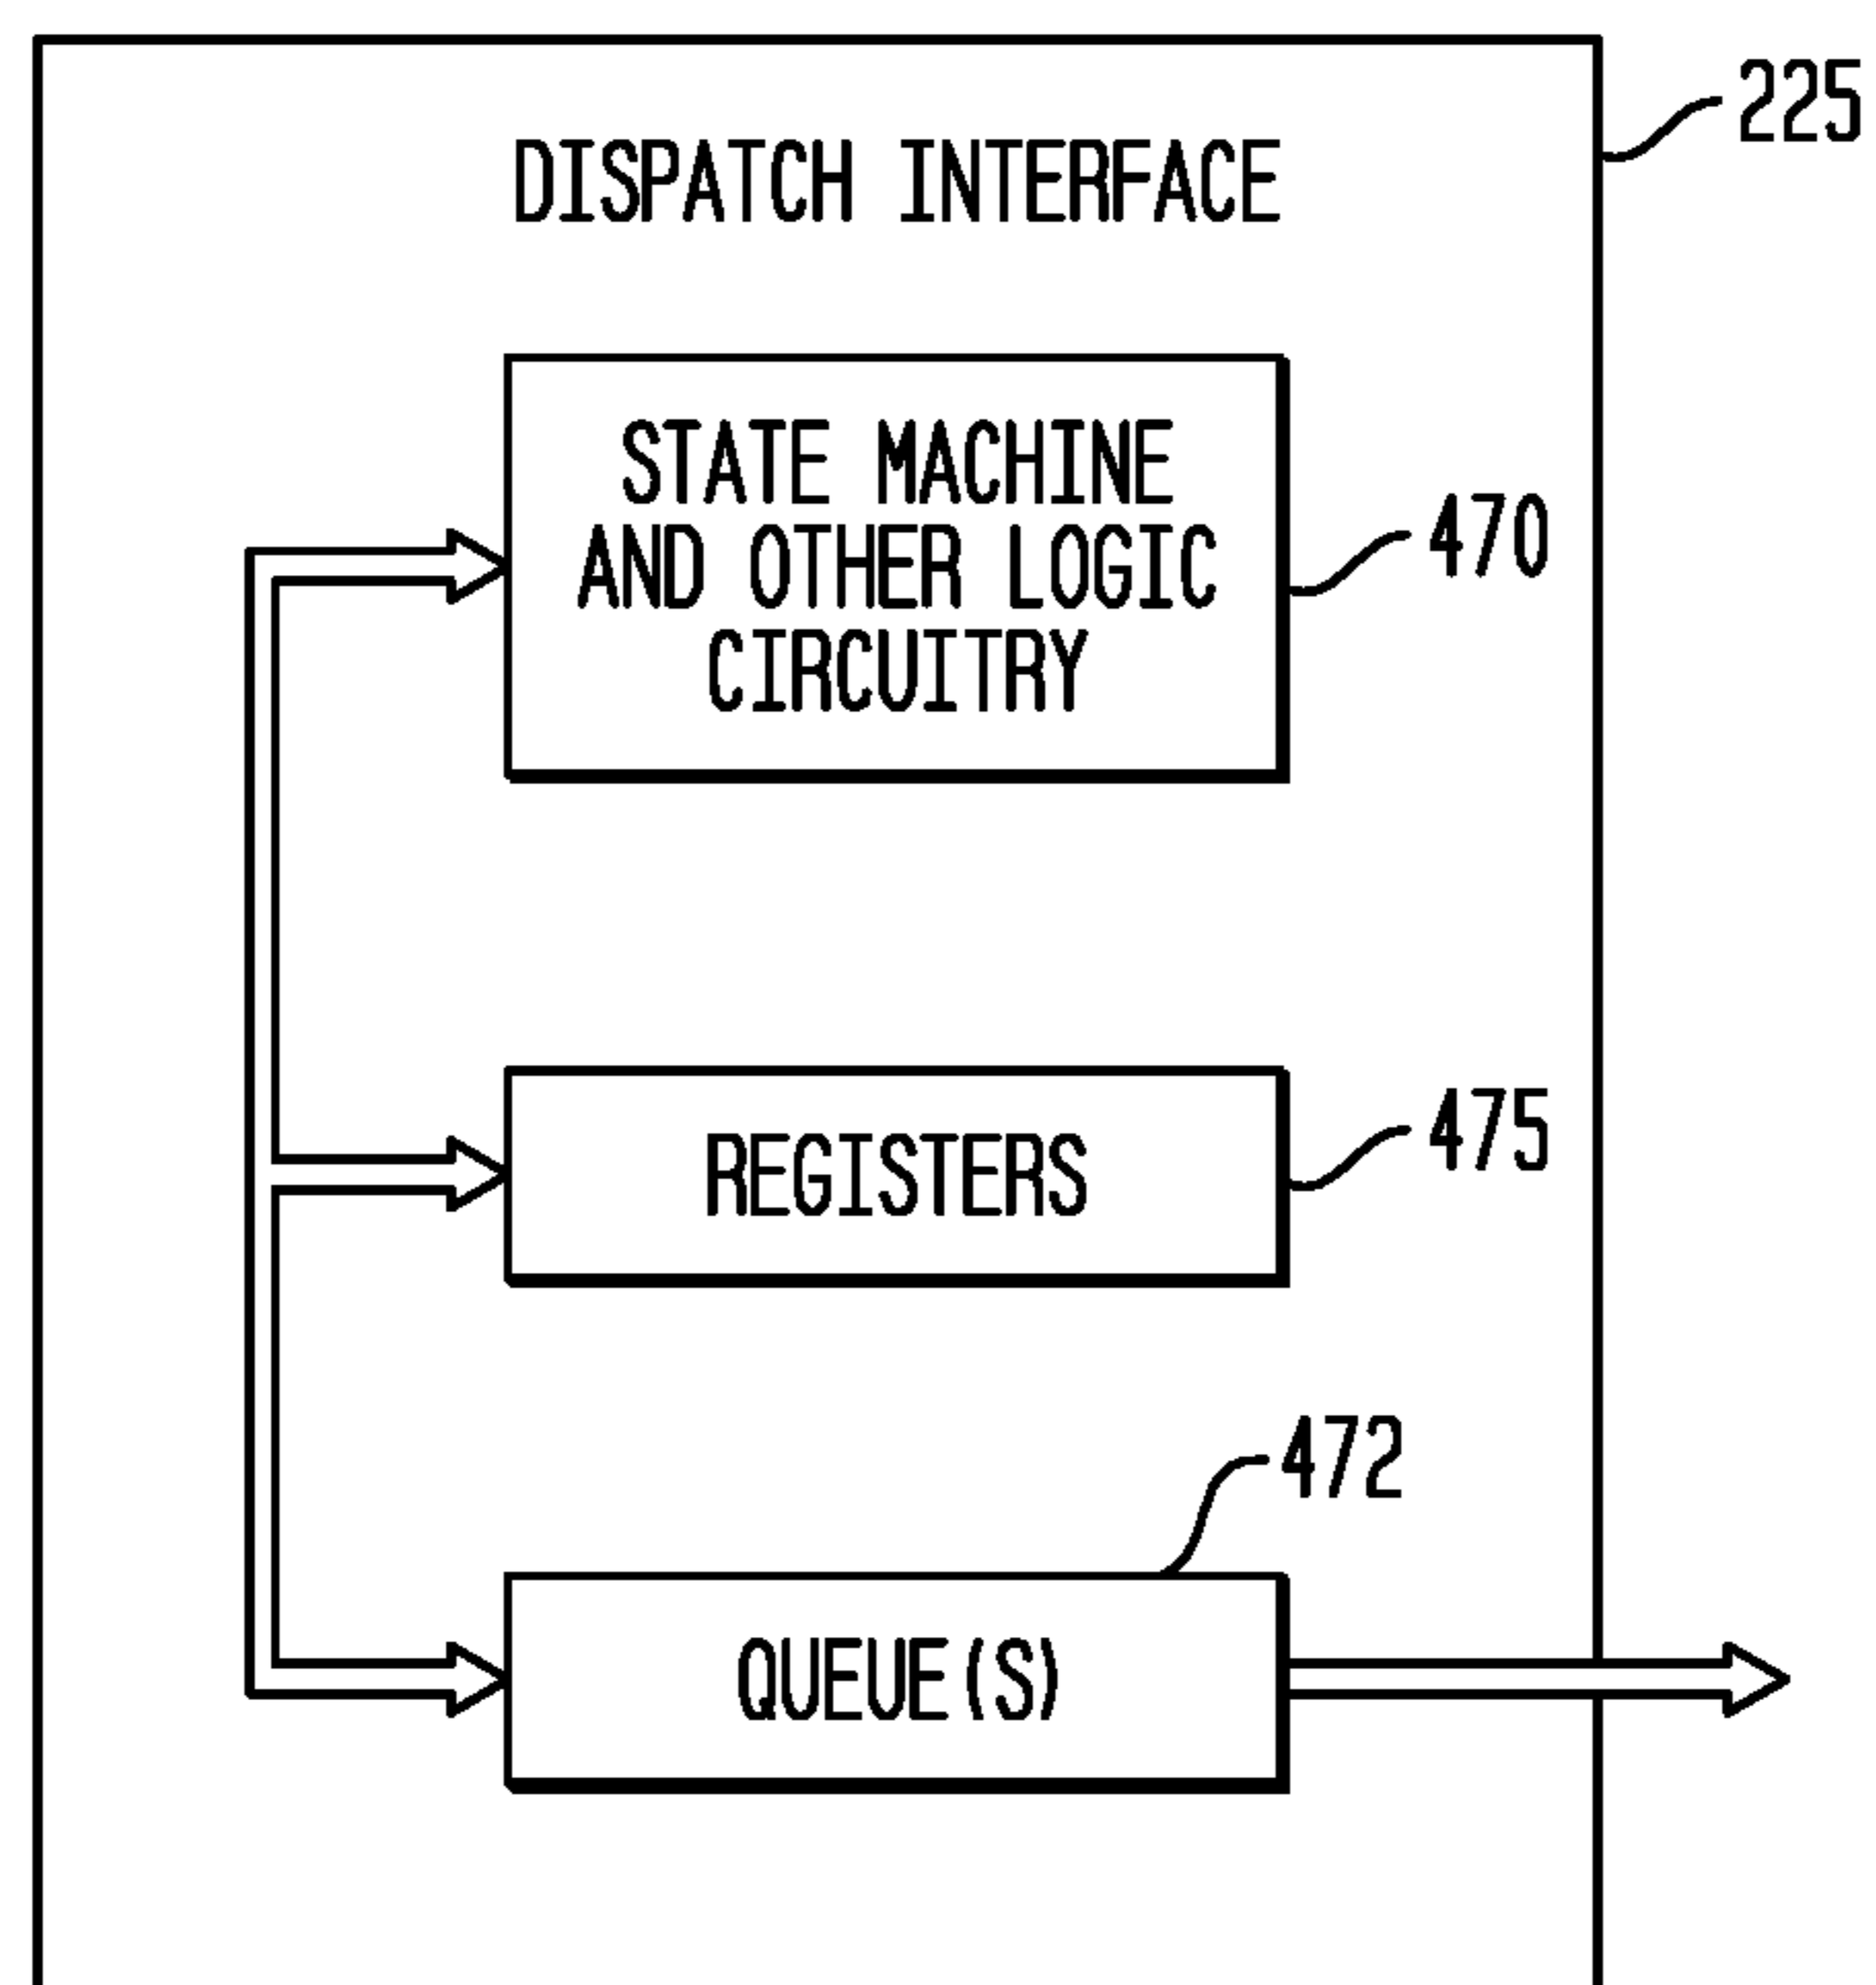 225
DISPATCH INTERFACE
STATE MACHINE
AND OTHER LOGIC
CIRCUITRY
470
REGISTERS
475
472
QUEUE(S)